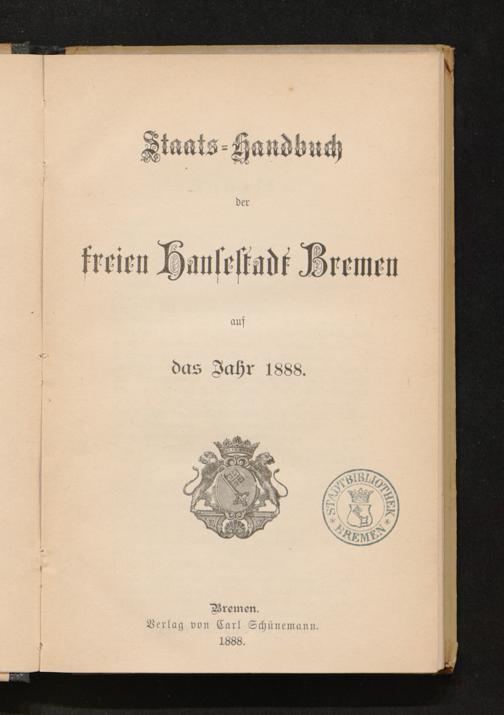 Staats-Handbuch
der
freien Hansestadt Bremen
auf
das Jahr 1888.
STADTBIBLIOTHEK
BREMEN
Bremen.
Verlag von Carl Schünemann.
1888.